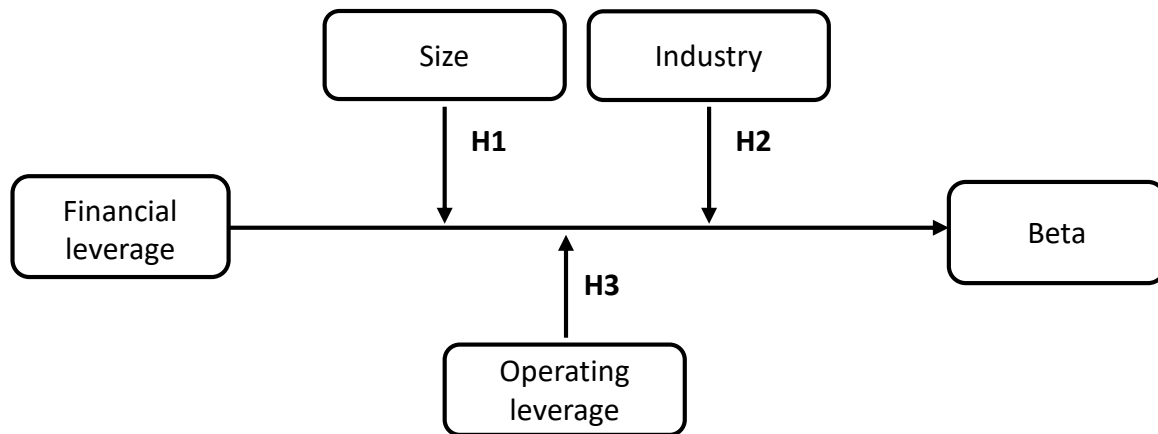 Size
Industry
H1
H2
Financial
leverage
Beta
H3
Operating
leverage